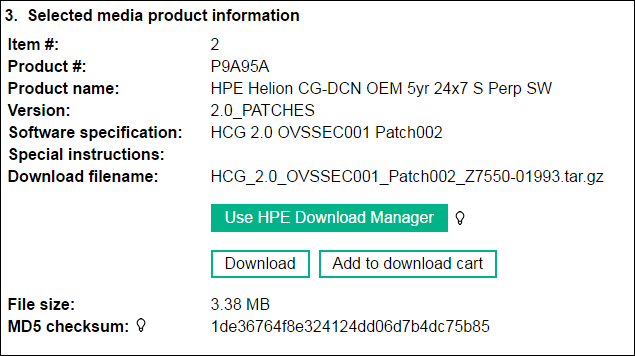 3. Selected media product information
Item #: 2
Product #: P9A95A
Product name: HPE Helion CG-DCN OEM 5yr 24x7 S Perp SW
Version: 2.0_PATCHES
Software specification: HCG 2.0 OVSSEC001 Patch002
Special instructions:
Download filename: HCG_2.0_OVSSEC001_Patch002_Z7550-01993.tar.gz
Use HPE Download Manager
Download Add to download cart
File size: 3.38 MB
MD5 checksum: 1de36764f8e324124dd06d7b4dc75b85